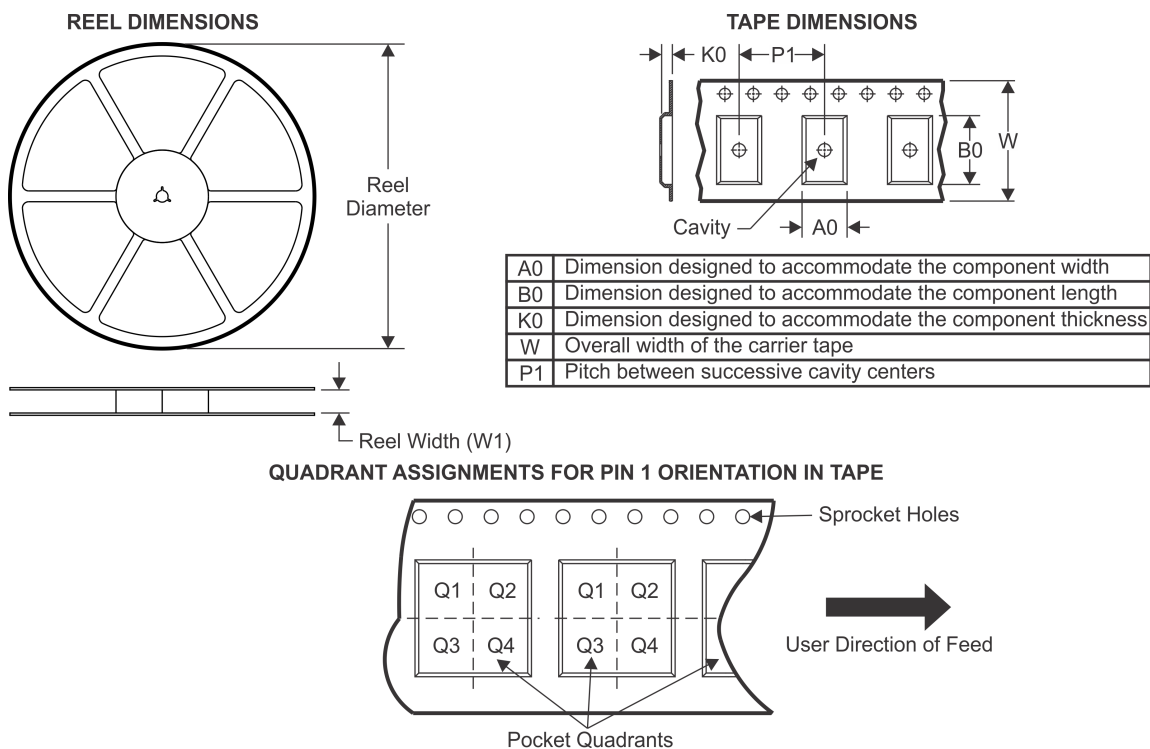 REEL DIMENSIONS
Reel
Diameter
Reel Width (W1)
TAPE DIMENSIONS
K0
P1
B0
W
Cavity
A0
A0 Dimension designed to accommodate the component width
B0 Dimension designed to accommodate the component length
K0 Dimension designed to accommodate the component thickness
W Overall width of the carrier tape
P1 Pitch between successive cavity centers
QUADRANT ASSIGNMENTS FOR PIN 1 ORIENTATION IN TAPE
Sprocket Holes
Q1 Q2 Q1 Q2
Q3 Q4 Q3 Q4
User Direction of Feed
Pocket Quadrants